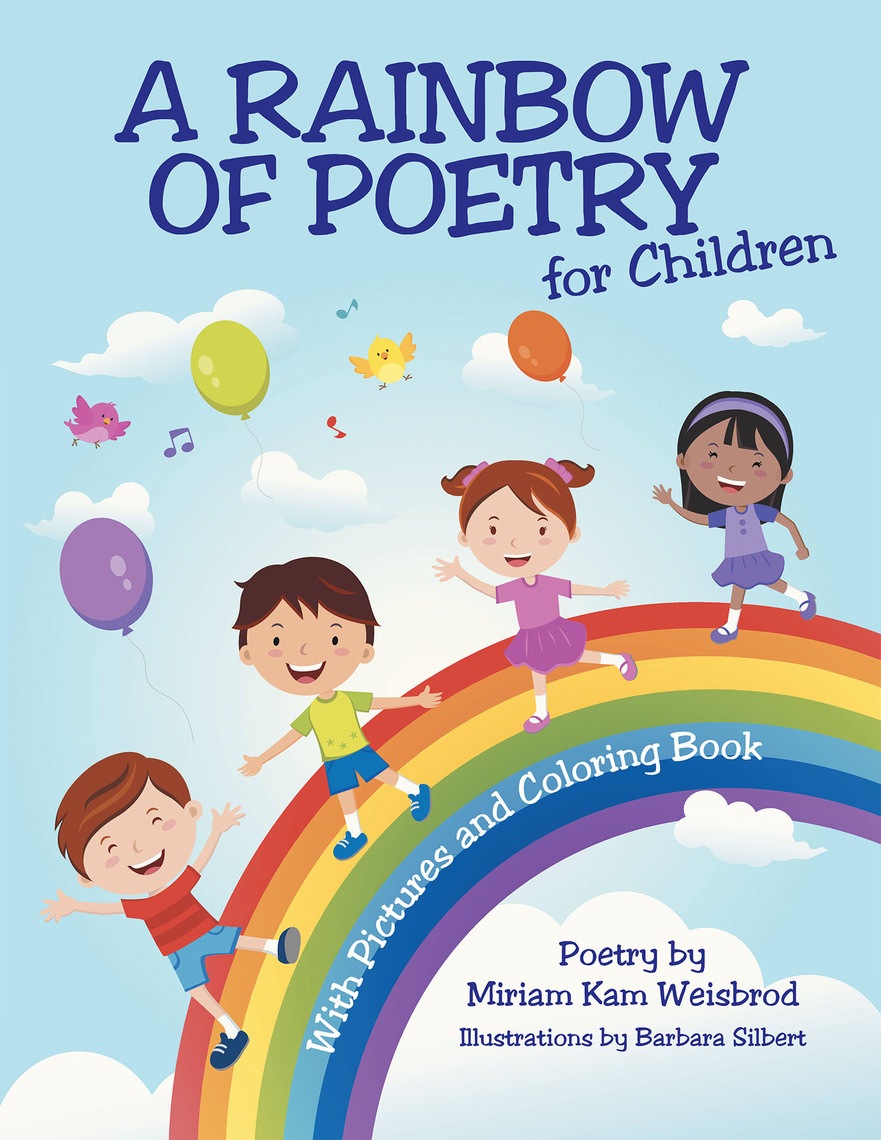 A RAINBOW
OF POETRY
for Children
With Pictures and Coloring Book
Poetry by
Miriam Kam Weisbrod
Illustrations by Barbara Silbert